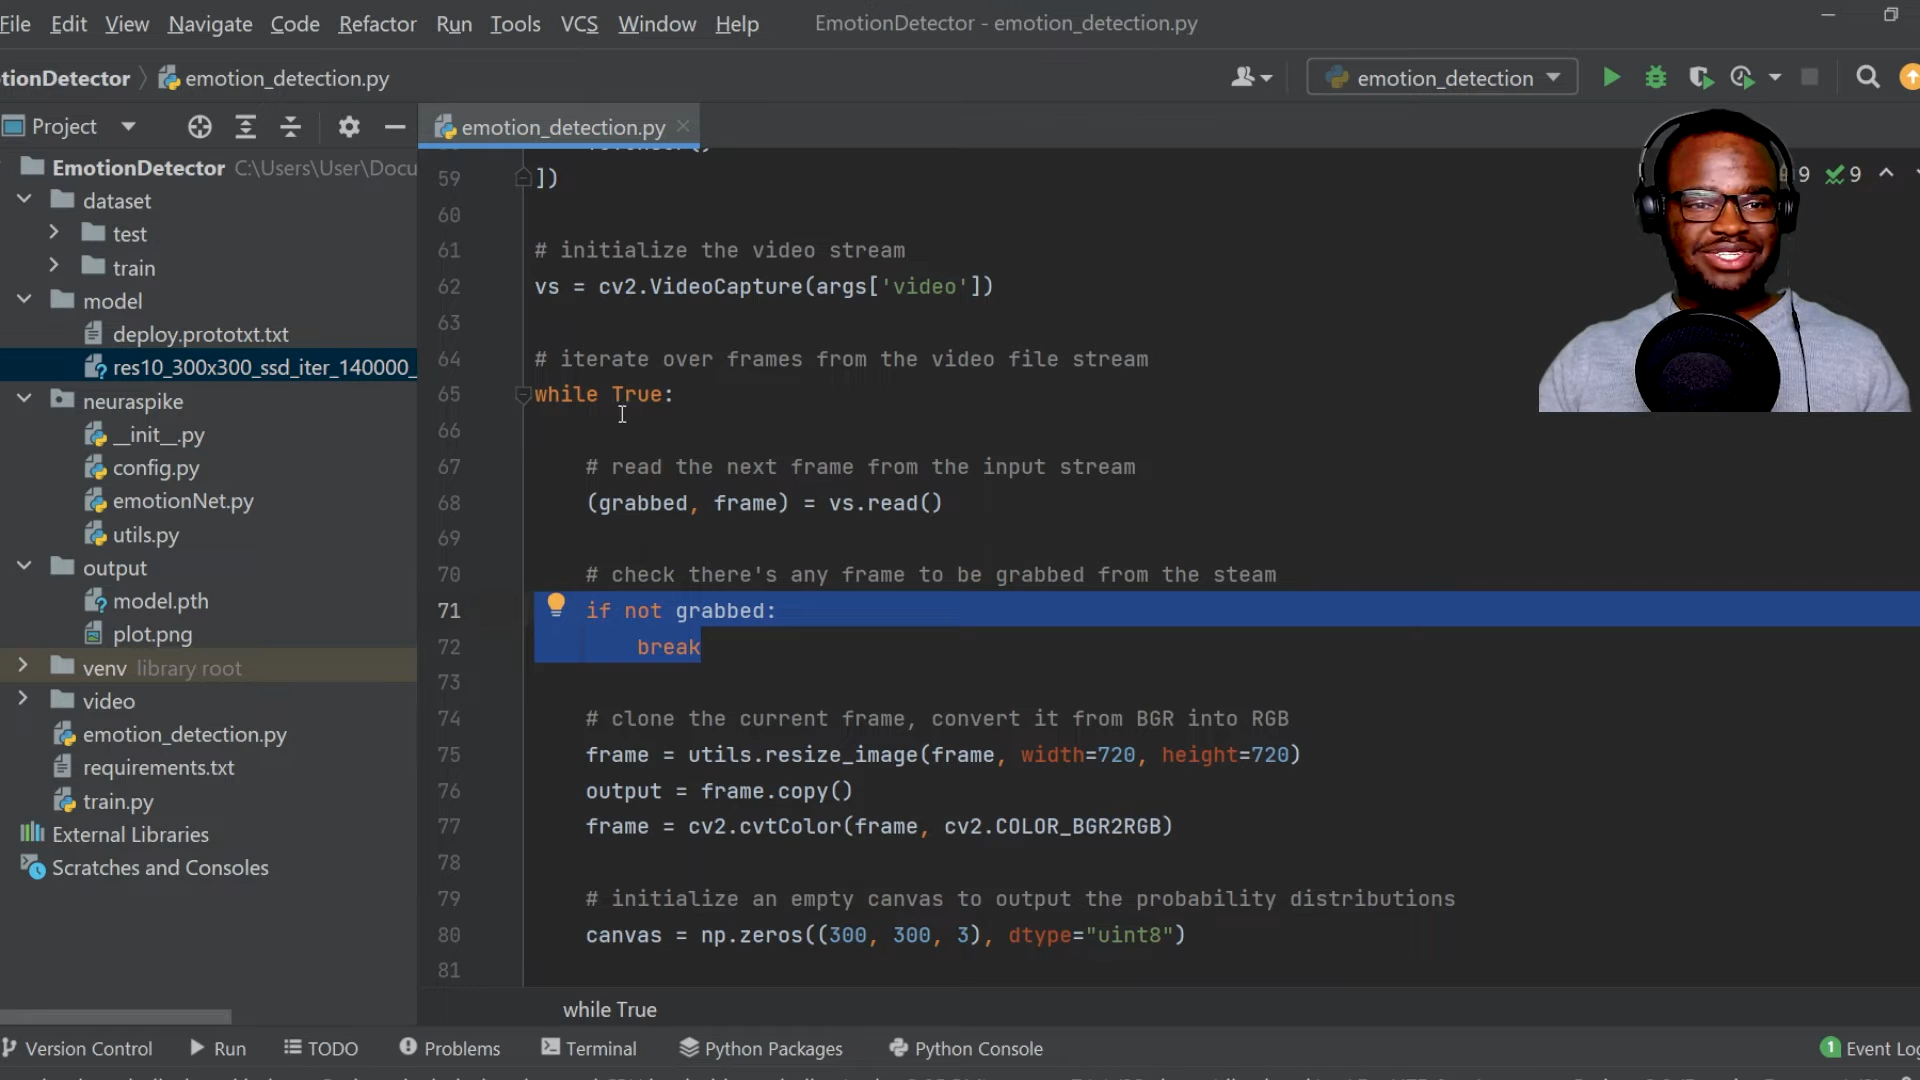 File Edit View Navigate Code Refactor Run Tools VCS Window Help EmotionDetector - emotion_detection.py
tionDetector emotion_detection.py emotion_detection
Project emotion_detection.py
EmotionDetector C:\Users\User\Docu
dataset
test
train
model
deploy.prototxt.txt
res10_300x300_ssd_iter_140000_
neuraspike
__init__.py
config.py
emotionNet.py
utils.py
output
model.pth
plot.png
venv library root
video
emotion_detection.py
requirements.txt
train.py
External Libraries
Scratches and Consoles
9 9
59 ])
60
61 # initialize the video stream
62 vs = cv2.VideoCapture(args['video'])
63
64 # iterate over frames from the video file stream
65 while True:
66
67 # read the next frame from the input stream
68 (grabbed, frame) = vs.read()
69
70 # check there's any frame to be grabbed from the steam
71 if not grabbed:
72 break
73
74 # clone the current frame, convert it from BGR into RGB
75 frame = utils.resize_image(frame, width=720, height=720)
76 output = frame.copy()
77 frame = cv2.cvtColor(frame, cv2.COLOR_BGR2RGB)
78
79 # initialize an empty canvas to output the probability distributions
80 canvas = np.zeros((300, 300, 3), dtype="uint8")
81
while True
Version Control Run TODO Problems Terminal Python Packages Python Console 1 Event Log